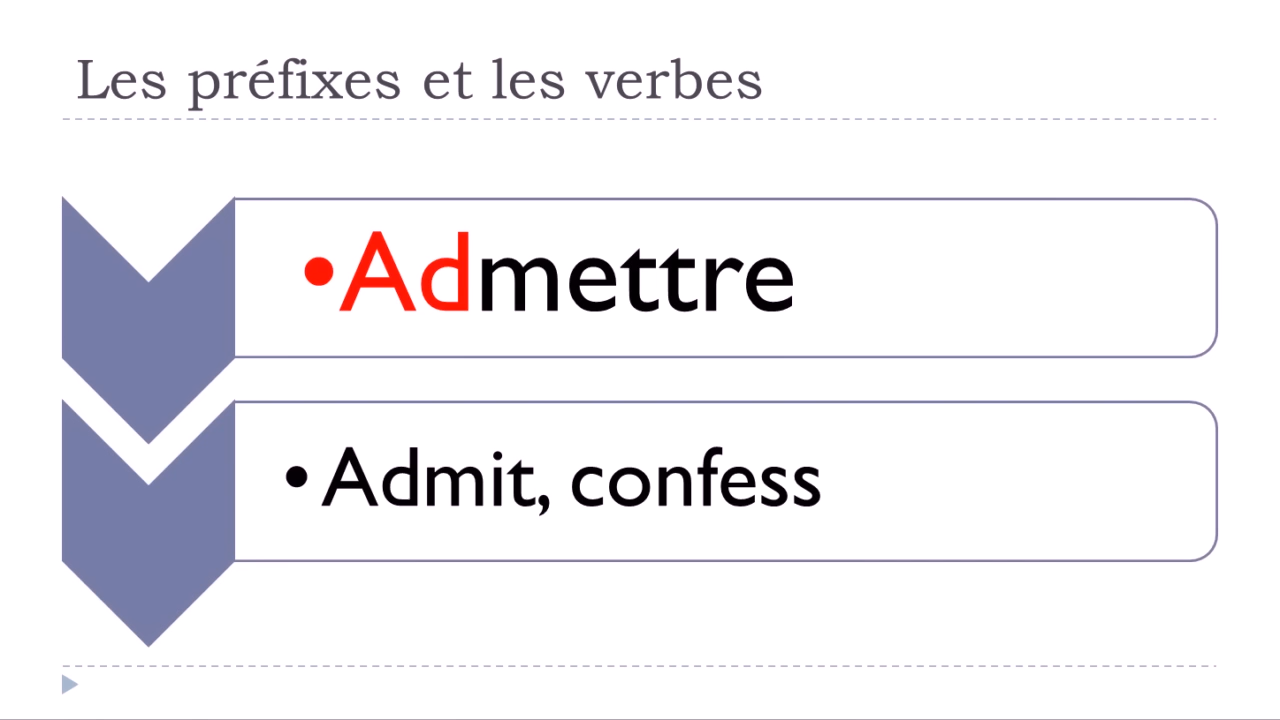 Les préfixes et les verbes
•Admettre
• Admit, confess